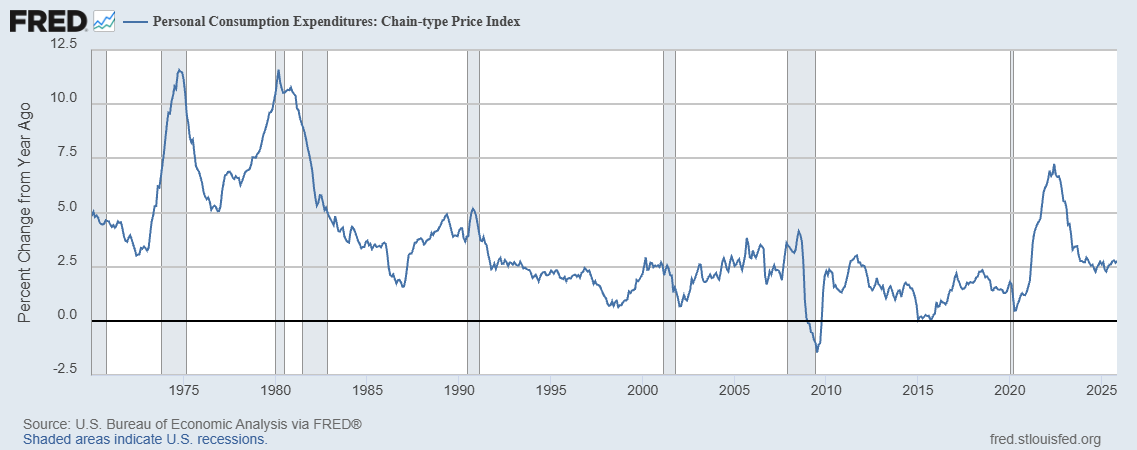 FRED Personal Consumption Expenditures: Chain-type Price Index
Percent Change from Year Ago
12.5
10.0
7.5
5.0
2.5
0.0
-2.5
1975 1980 1985 1990 1995 2000 2005 2010 2015 2020 2025
Source: U.S. Bureau of Economic Analysis via FRED®
Shaded areas indicate U.S. recessions.
fred.stlouisfed.org